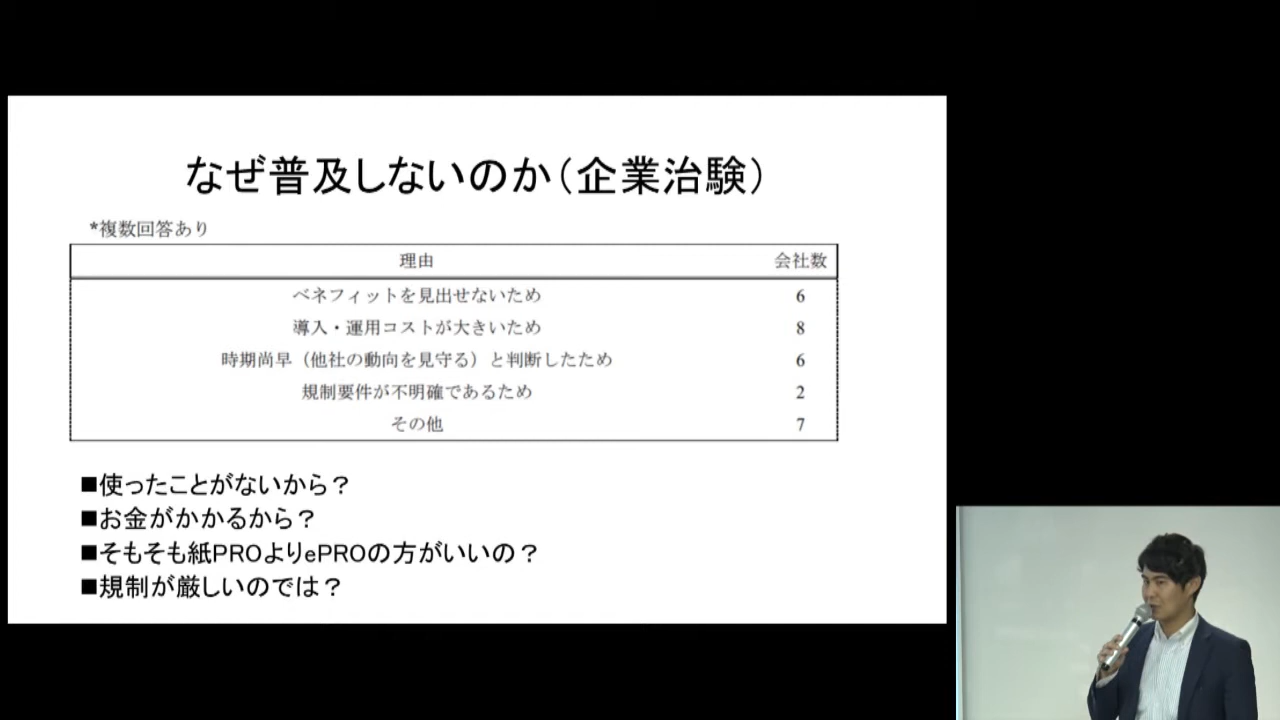 なぜ普及しないのか（企業治験）
*複数回答あり
理由 会社数
ベネフィットを見出せないため 6
導入・運用コストが大きいため 8
時期尚早（他社の動向を見守る）と判断したため 6
規制要件が不明確であるため 2
その他 7
■使ったことがないから？
■お金がかかるから？
■そもそも紙PROよりePROの方がいいの？
■規制が厳しいのでは？